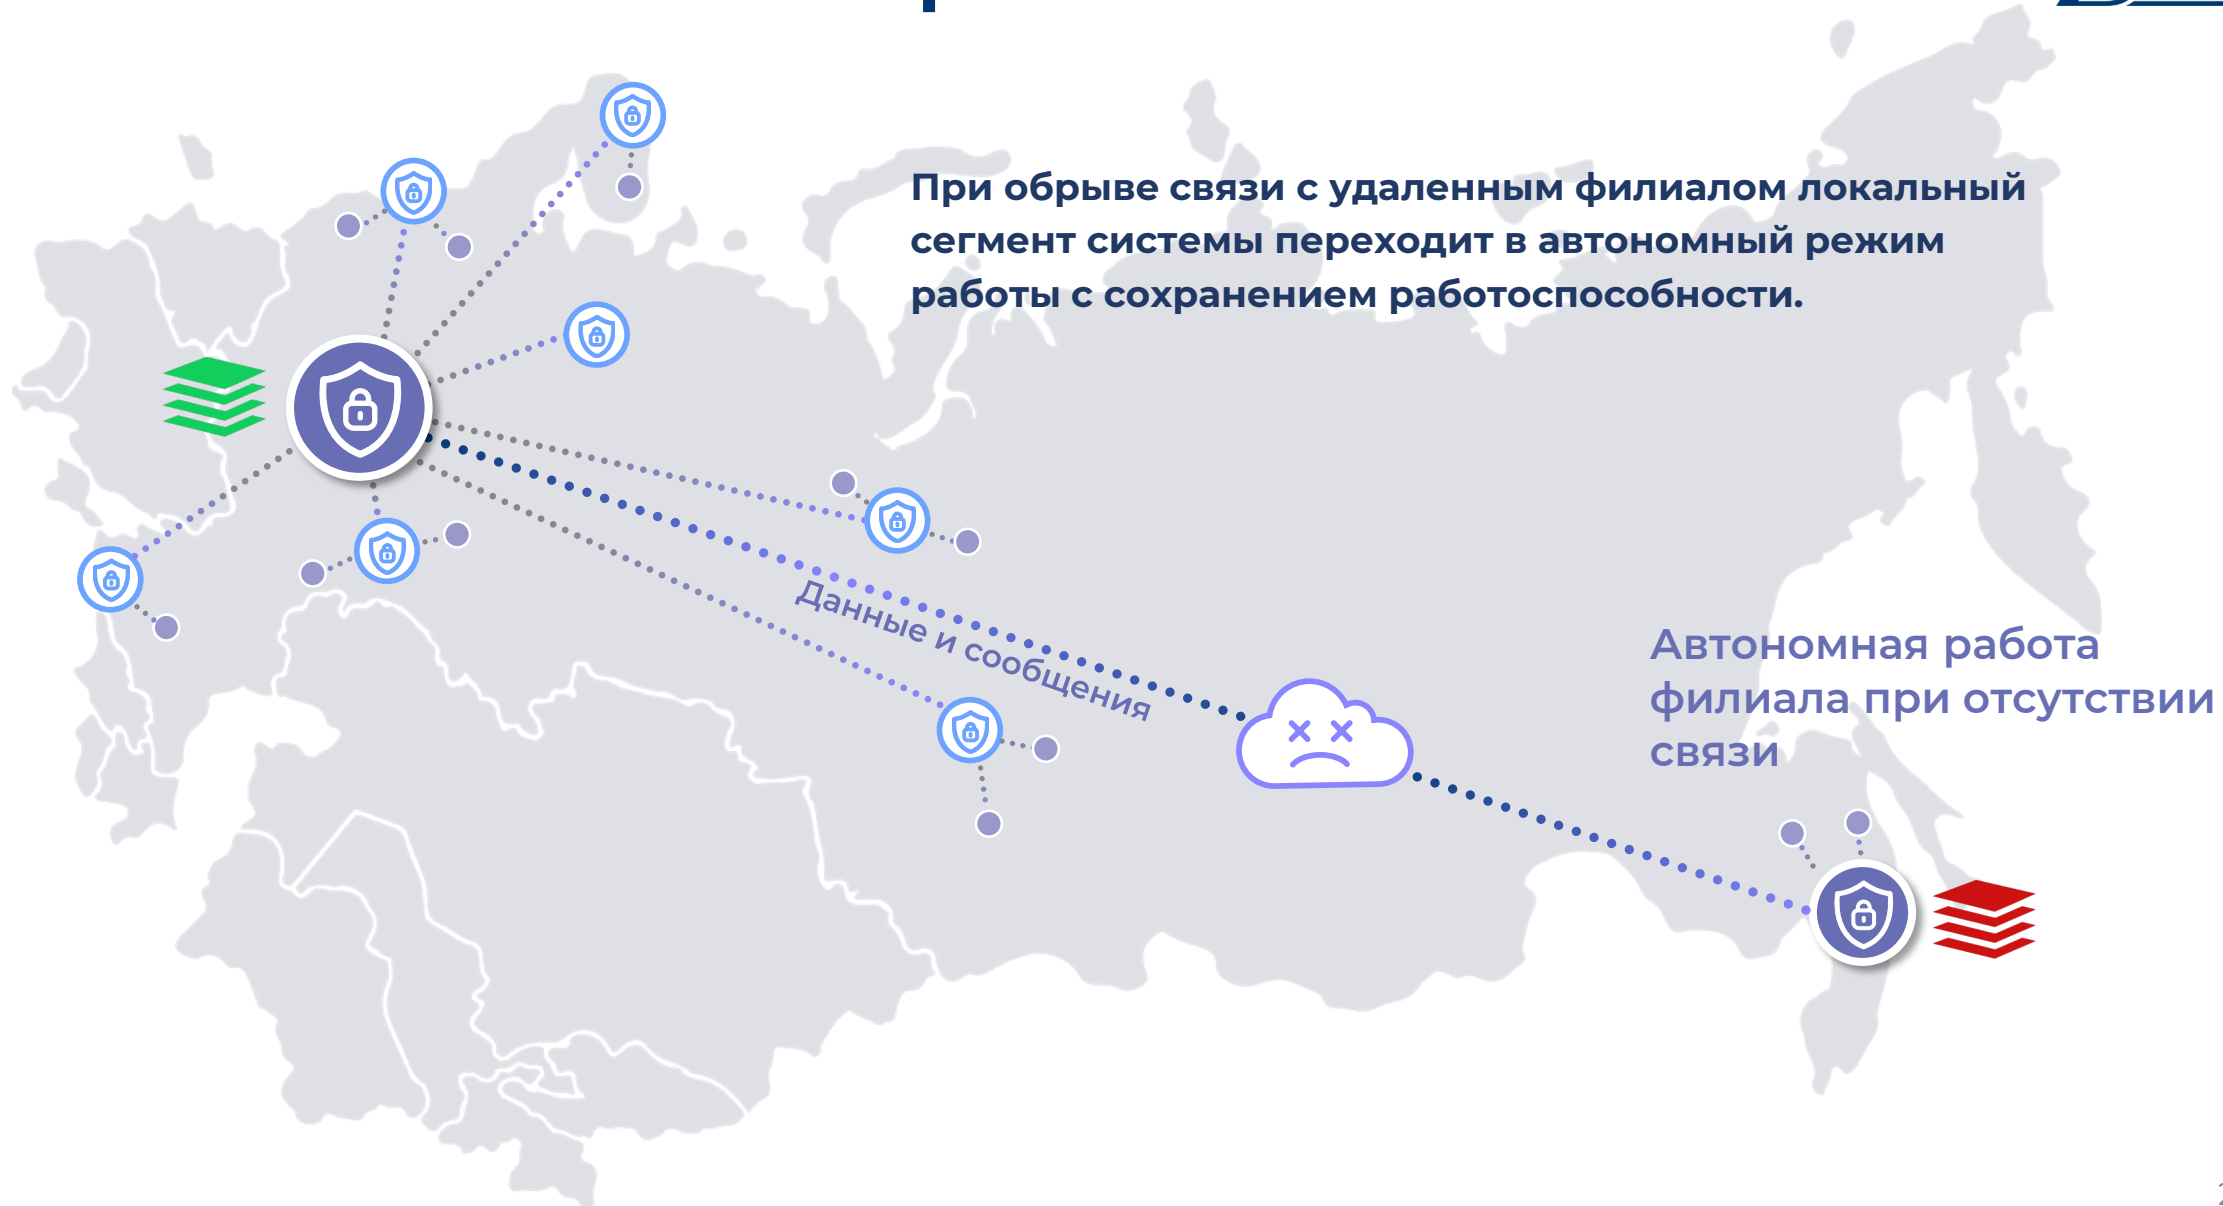 При обрыве связи с удаленным филиалом локальный
сегмент системы переходит в автономный режим
работы с сохранением работоспособности.
Данные и сообщения
Автономная работа
филиала при отсутствии
связи